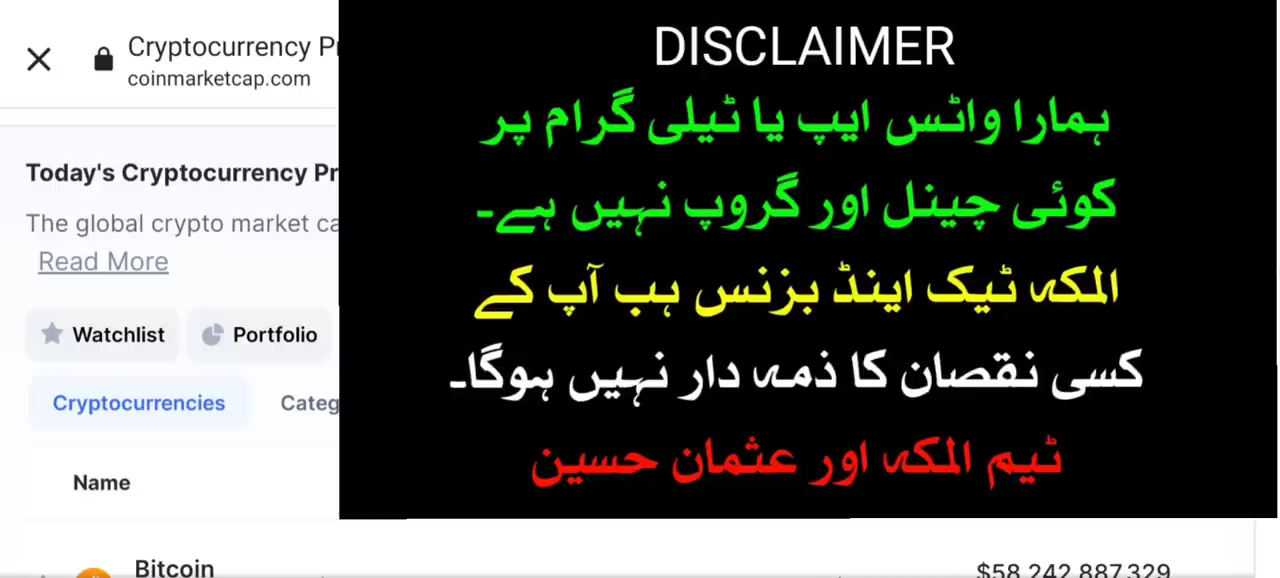 Cryptocurrency Pr
coinmarketcap.com
Today's Cryptocurrency Pr
The global crypto market ca
Read More
Watchlist
Portfolio
Cryptocurrencies
Categ
Name
Bitcoin
$58,242,887,329
DISCLAIMER
ہمارا واٹس ایپ یا ٹیلی گرام پر
کوئی چینل اور گروپ نہیں ہے۔
المکہ ٹیک اینڈ بزنس ہب آپ کے
کسی نقصان کا ذمہ دار نہیں ہوگا۔
ٹیم المکہ اور عثمان حسین